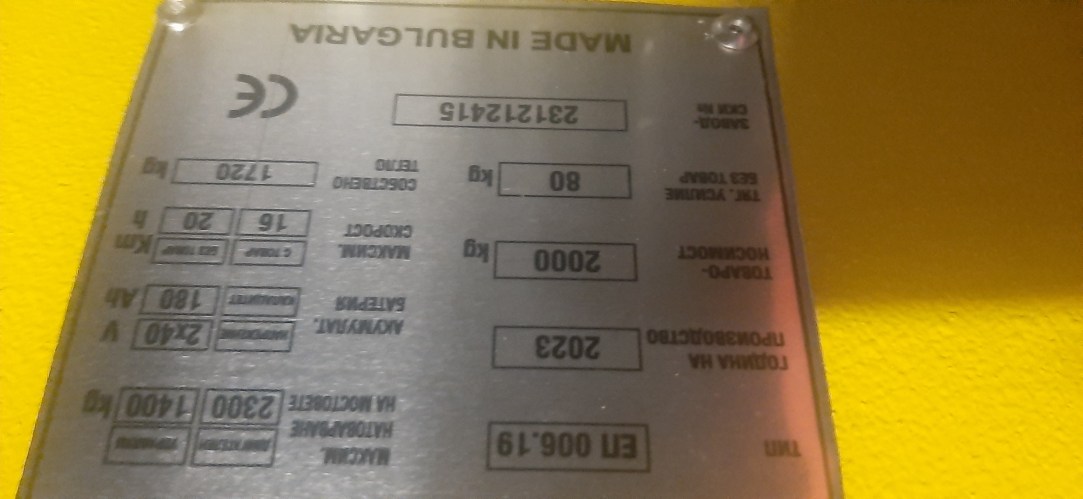 ТИП ЕП 006.19
ГОДИНА НА ПРОИЗВОДСТВО 2023
ТОВАРО-
НОСИМОСТ 2000 kg
ТЯГ. УСИЛИЕ
БЕЗ ТОВАР 80 kg
ЗАВОД-
СКИ № 231212415
МАКСИМ.
НАТОВАРВАНЕ
НА МОСТОВЕТЕ 2300 1400 kg
АКУМУЛАТ.
БАТЕРИЯ
НАПРЕЖЕНИЕ 2x40 V
КАПАЦИТЕТ 180 Ah
МАКСИМ.
СКОРОСТ
С ТОВАР БЕЗ ТОВАР Km
16 20 h
СОБСТВЕНО
ТЕГЛО 1720 kg
CE
MADE IN BULGARIA